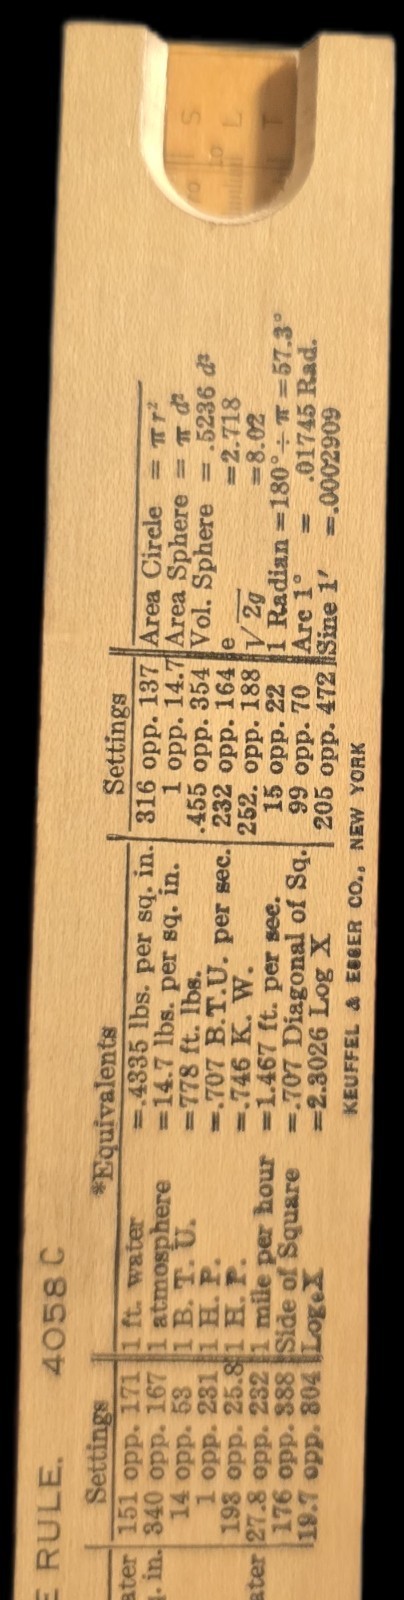 E RULE. 4058 C
Settings *Equivalents Settings
ater 151 opp. 171 1 ft. water =.4335 lbs. per sq. in. 316 opp. 137 Area Circle = π r²
. in. 340 opp. 167 1 atmosphere =14.7 lbs. per sq. in. 1 opp. 14.7 Area Sphere = π d²
14 opp. 53 1 B. T. U. =778 ft. lbs. .455 opp. 354 Vol. Sphere = .5236 d³
1 opp. 231 1 H. P. =.707 B.T.U. per sec. 232 opp. 164 e =2.718
193 opp. 25.8 1 H. P. =.746 K. W. 252. opp. 188 √2g =8.02
ater 27.8 opp. 232 1 mile per hour =1.467 ft. per sec. 15 opp. 22 1 Radian =180°÷ π =57.3°
176 opp. 388 Side of Square =.707 Diagonal of Sq. 99 opp. 70 Arc 1° = .01745 Rad.
19.7 opp. 304 LogₑX =2.3026 Log X 205 opp. 472 Sine 1′ =.0002909
KEUFFEL & ESSER CO., NEW YORK
S
L
T